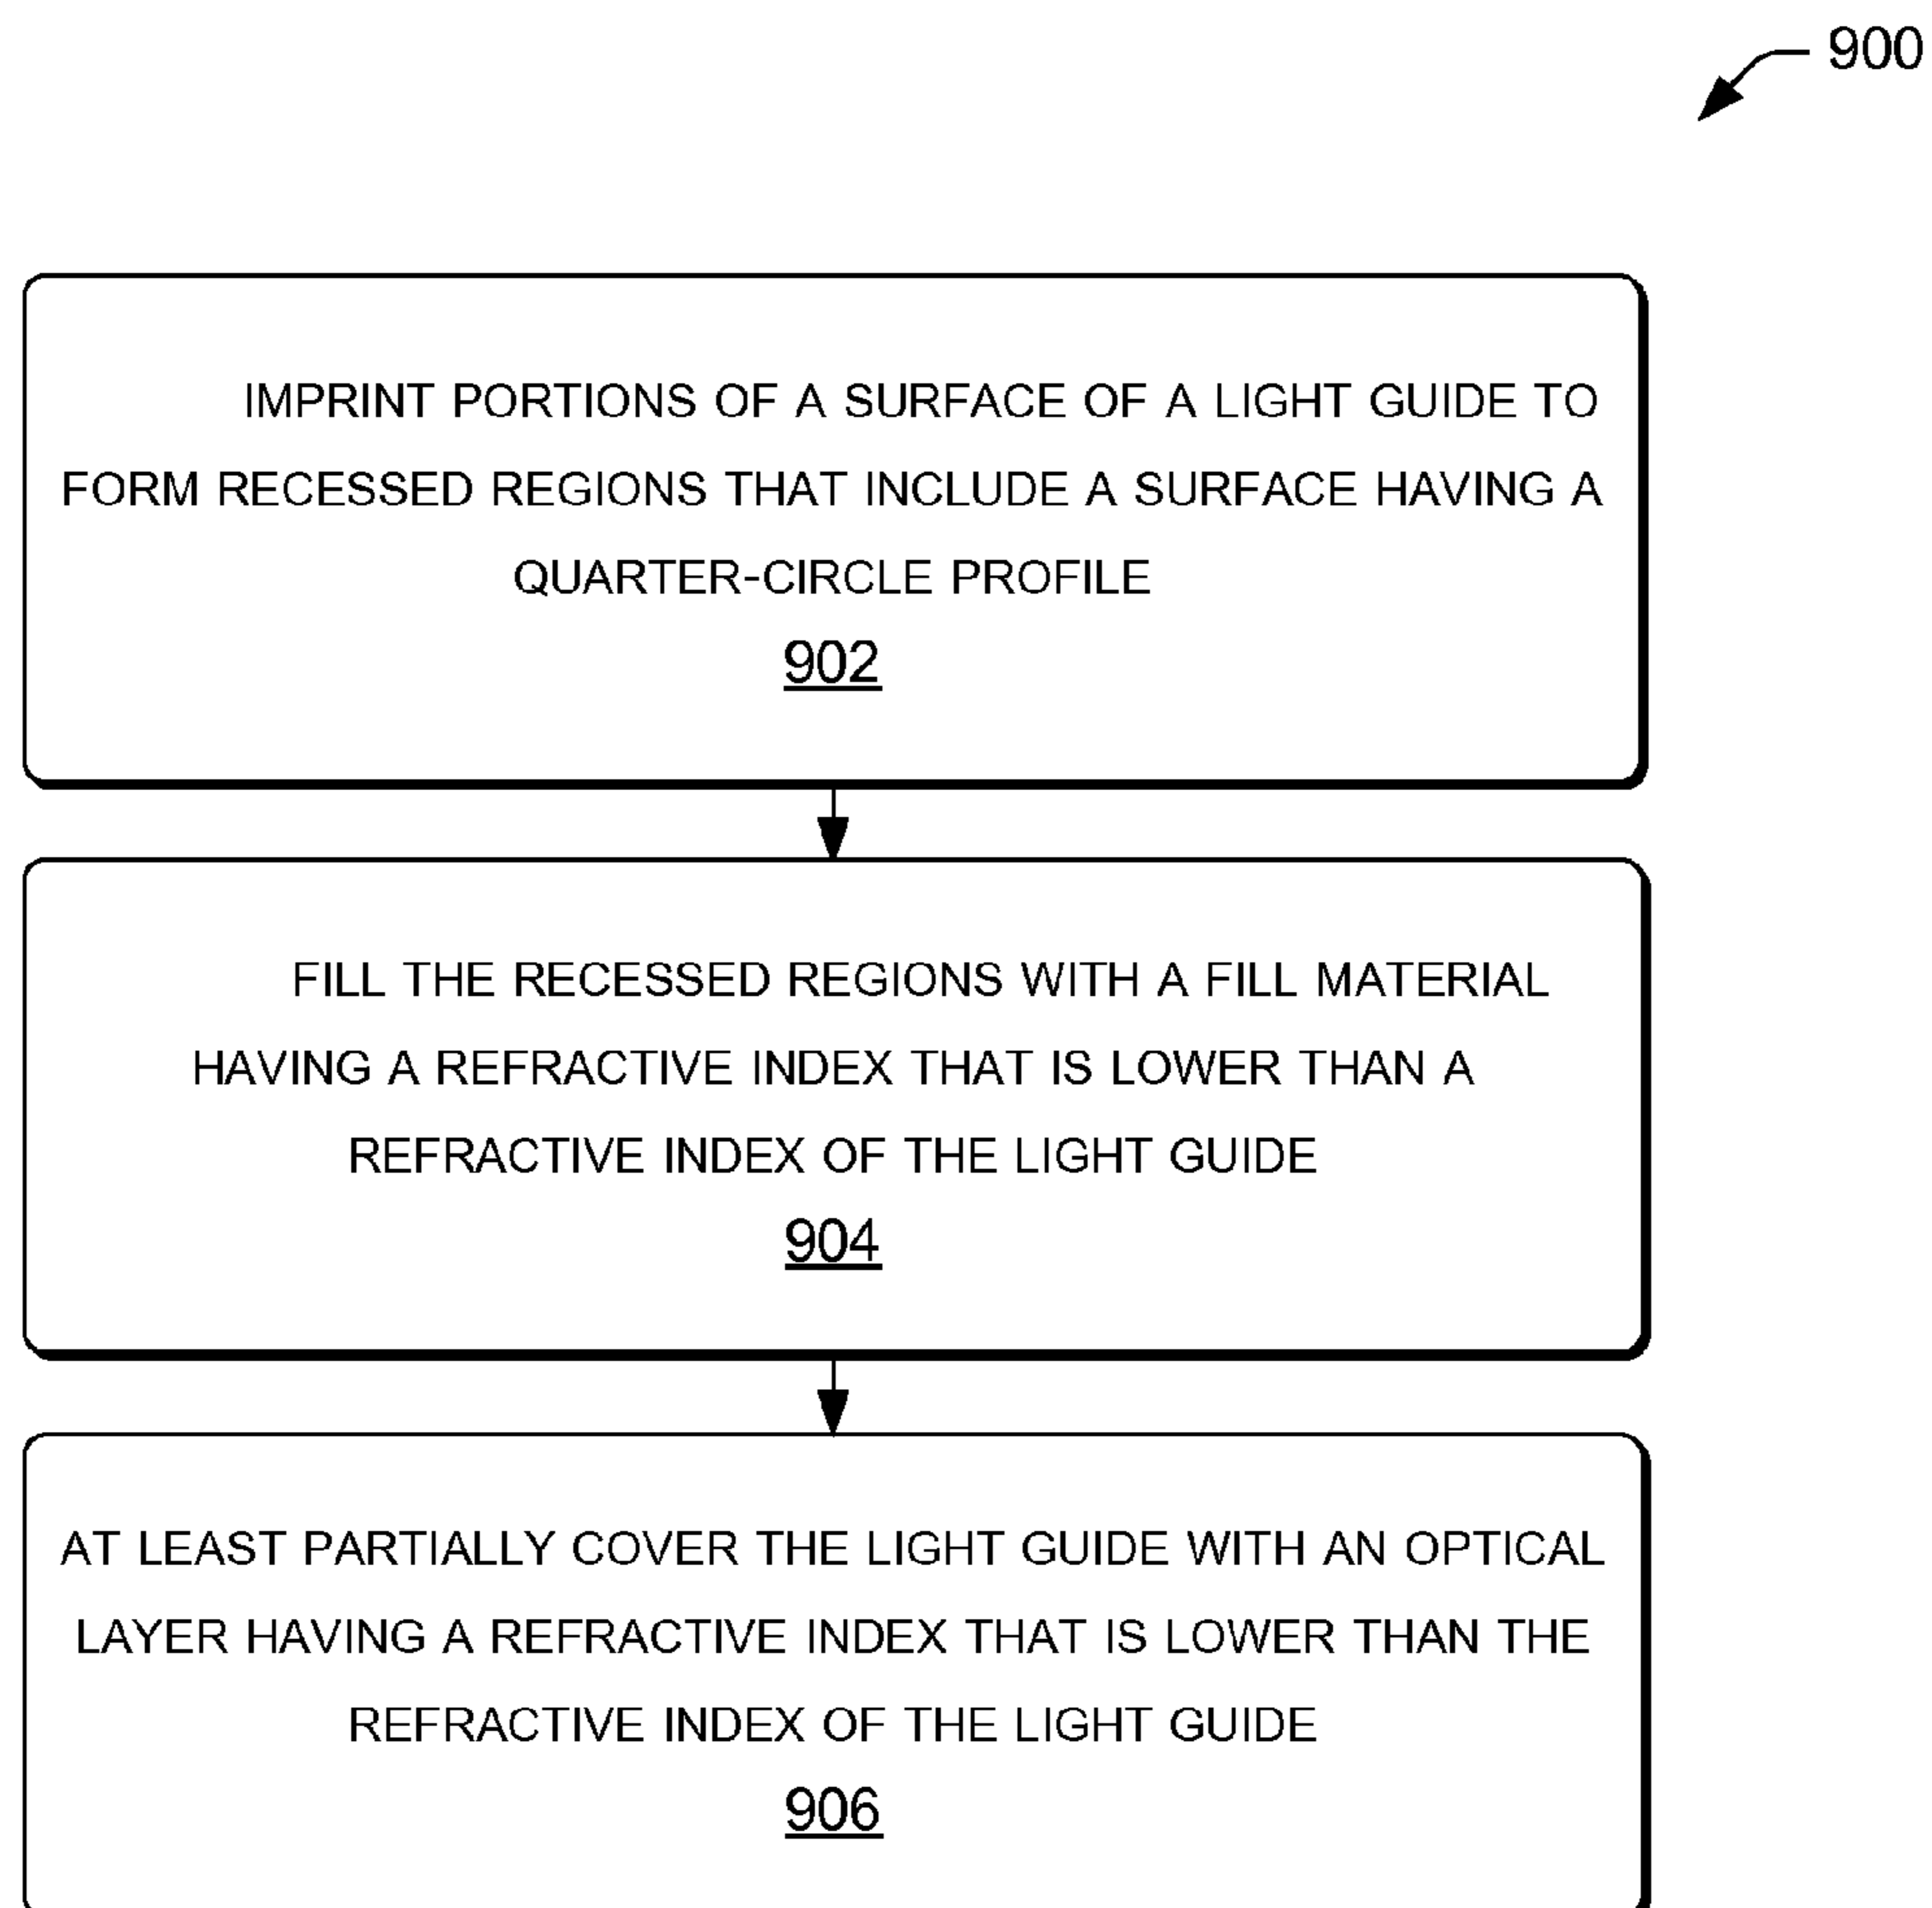 900
IMPRINT PORTIONS OF A SURFACE OF A LIGHT GUIDE TO
FORM RECESSED REGIONS THAT INCLUDE A SURFACE HAVING A
QUARTER-CIRCLE PROFILE
902
FILL THE RECESSED REGIONS WITH A FILL MATERIAL
HAVING A REFRACTIVE INDEX THAT IS LOWER THAN A
REFRACTIVE INDEX OF THE LIGHT GUIDE
904
AT LEAST PARTIALLY COVER THE LIGHT GUIDE WITH AN OPTICAL
LAYER HAVING A REFRACTIVE INDEX THAT IS LOWER THAN THE
REFRACTIVE INDEX OF THE LIGHT GUIDE
906